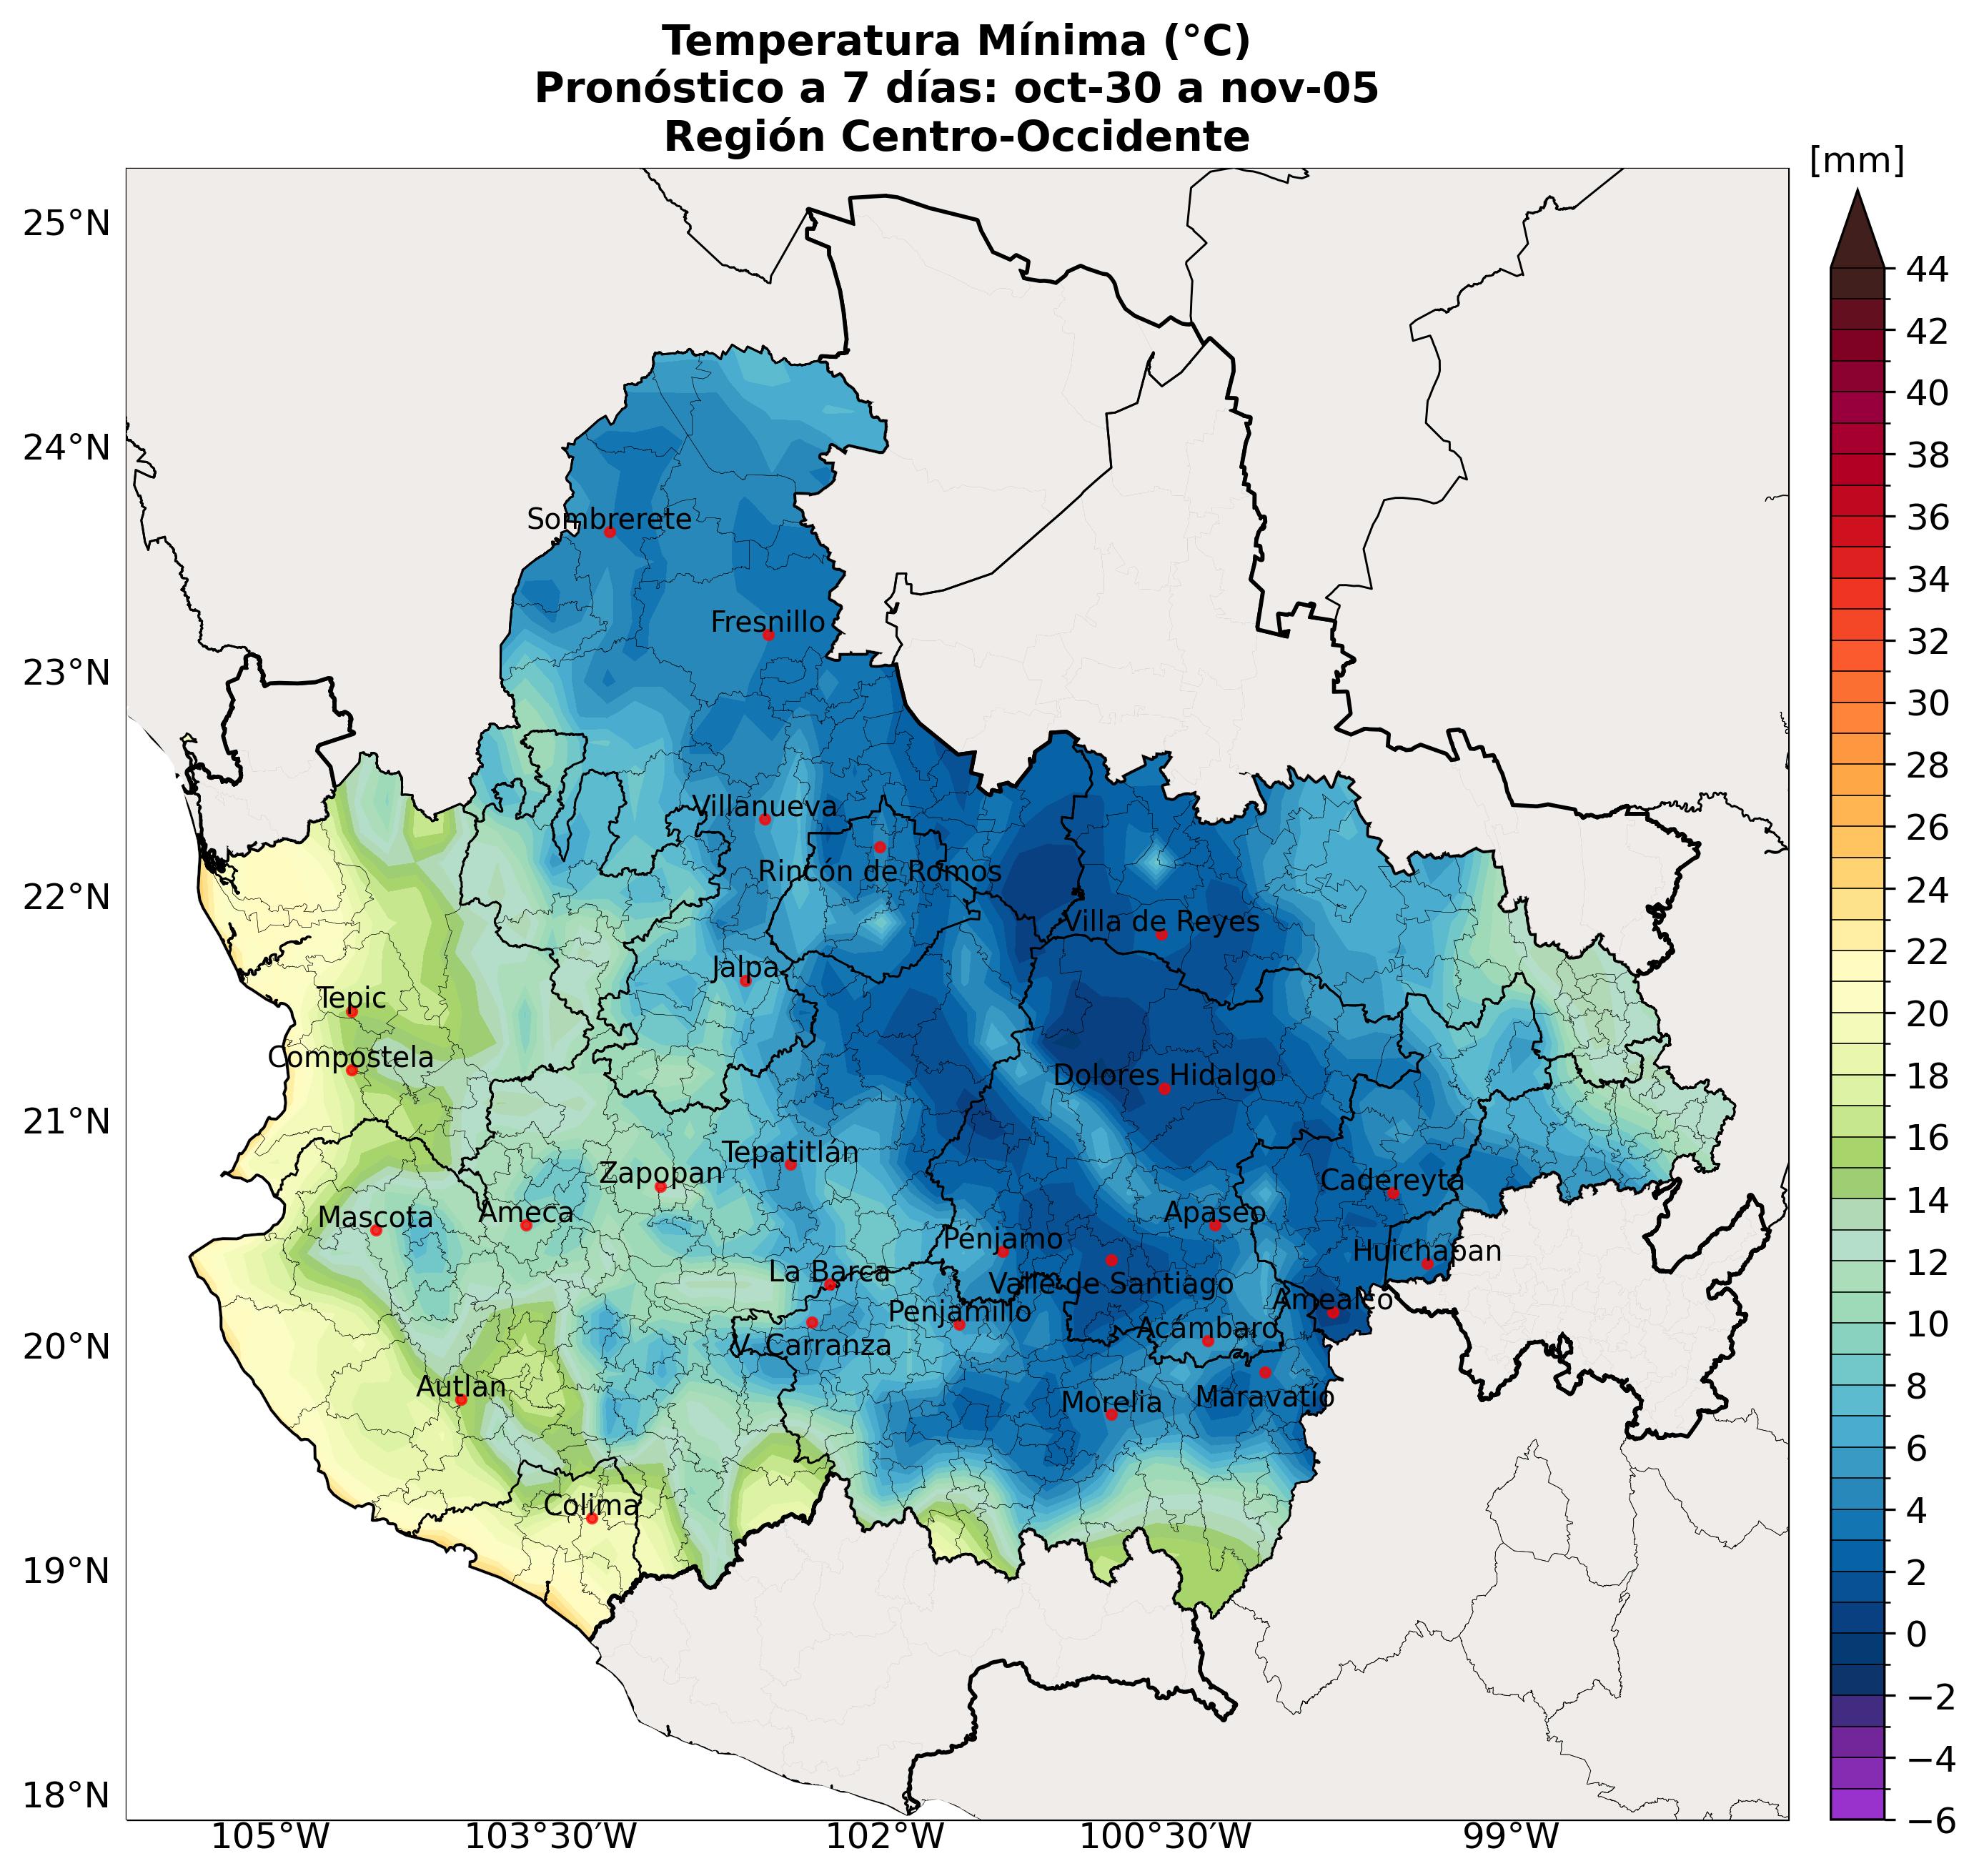 Temperatura Mínima (°C)
Pronóstico a 7 días: oct-30 a nov-05
Región Centro-Occidente
[mm]
25°N
24°N
23°N
22°N
21°N
20°N
19°N
18°N
105°W
103°30'W
102°W
100°30'W
99°W
44
42
40
38
36
34
32
30
28
26
24
22
20
18
16
14
12
10
8
6
4
2
0
−2
−4
−6
Sombrerete
Fresnillo
Villanueva
Rincón de Romos
Villa de Reyes
Jalpa
Tepic
Compostela
Dolores Hidalgo
Tepatitlán
Zapopan
Cadereyta
Mascota
Ameca
Apaseo
Pénjamo
Huichapan
La Barca
Valle de Santiago
Amealco
Penjamillo
Acámbaro
V. Carranza
Autlan
Morelia
Maravatío
Colima